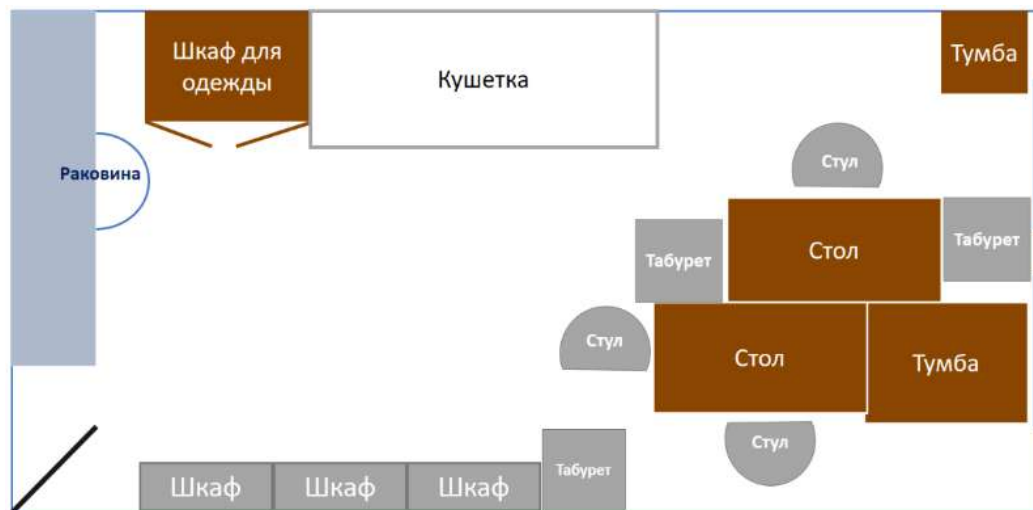 Шкаф для
одежды
Кушетка
Тумба
Раковина
Стул
Табурет
Стол
Табурет
Стул
Стол
Тумба
Стул
Табурет
Шкаф
Шкаф
Шкаф